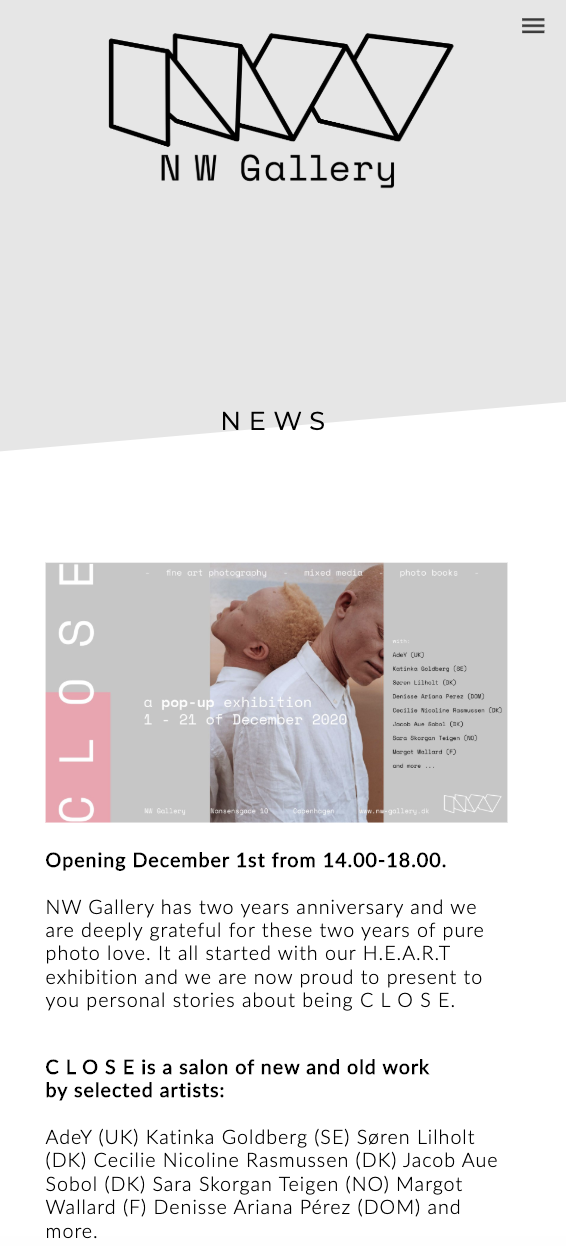 NW Gallery
NEWS
- fine art photography - mixed media - photo books -
CLOSE
a pop-up exhibition
1 - 21 of December 2020
with:
AdeY (UK)
Katinka Goldberg (SE)
Søren Lilholt (DK)
Denisse Ariana Perez (DOM)
Cecilie Nicoline Rasmussen (DK)
Jacob Aue Sobol (DK)
Sara Skorgan Teigen (NO)
Margot Wallard (F)
and more ...
NW Gallery Nansensgade 10 Copenhagen www.nw-gallery.dk
NW
Opening December 1st from 14.00-18.00.
NW Gallery has two years anniversary and we
are deeply grateful for these two years of pure
photo love. It all started with our H.E.A.R.T
exhibition and we are now proud to present to
you personal stories about being C L O S E.
C L O S E is a salon of new and old work
by selected artists:
AdeY (UK) Katinka Goldberg (SE) Søren Lilholt
(DK) Cecilie Nicoline Rasmussen (DK) Jacob Aue
Sobol (DK) Sara Skorgan Teigen (NO) Margot
Wallard (F) Denisse Ariana Pérez (DOM) and
more.